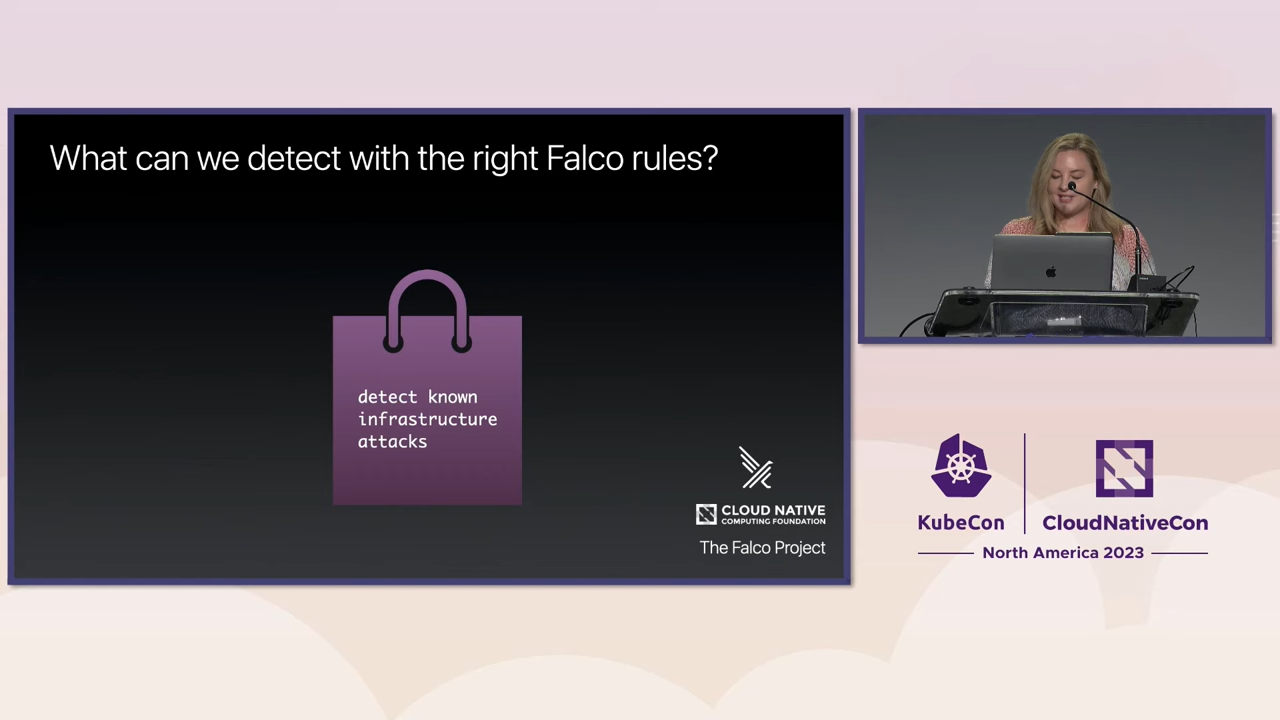 What can we detect with the right Falco rules?
detect known
infrastructure
attacks
CLOUD NATIVE
COMPUTING FOUNDATION
The Falco Project
KubeCon
CloudNativeCon
North America 2023